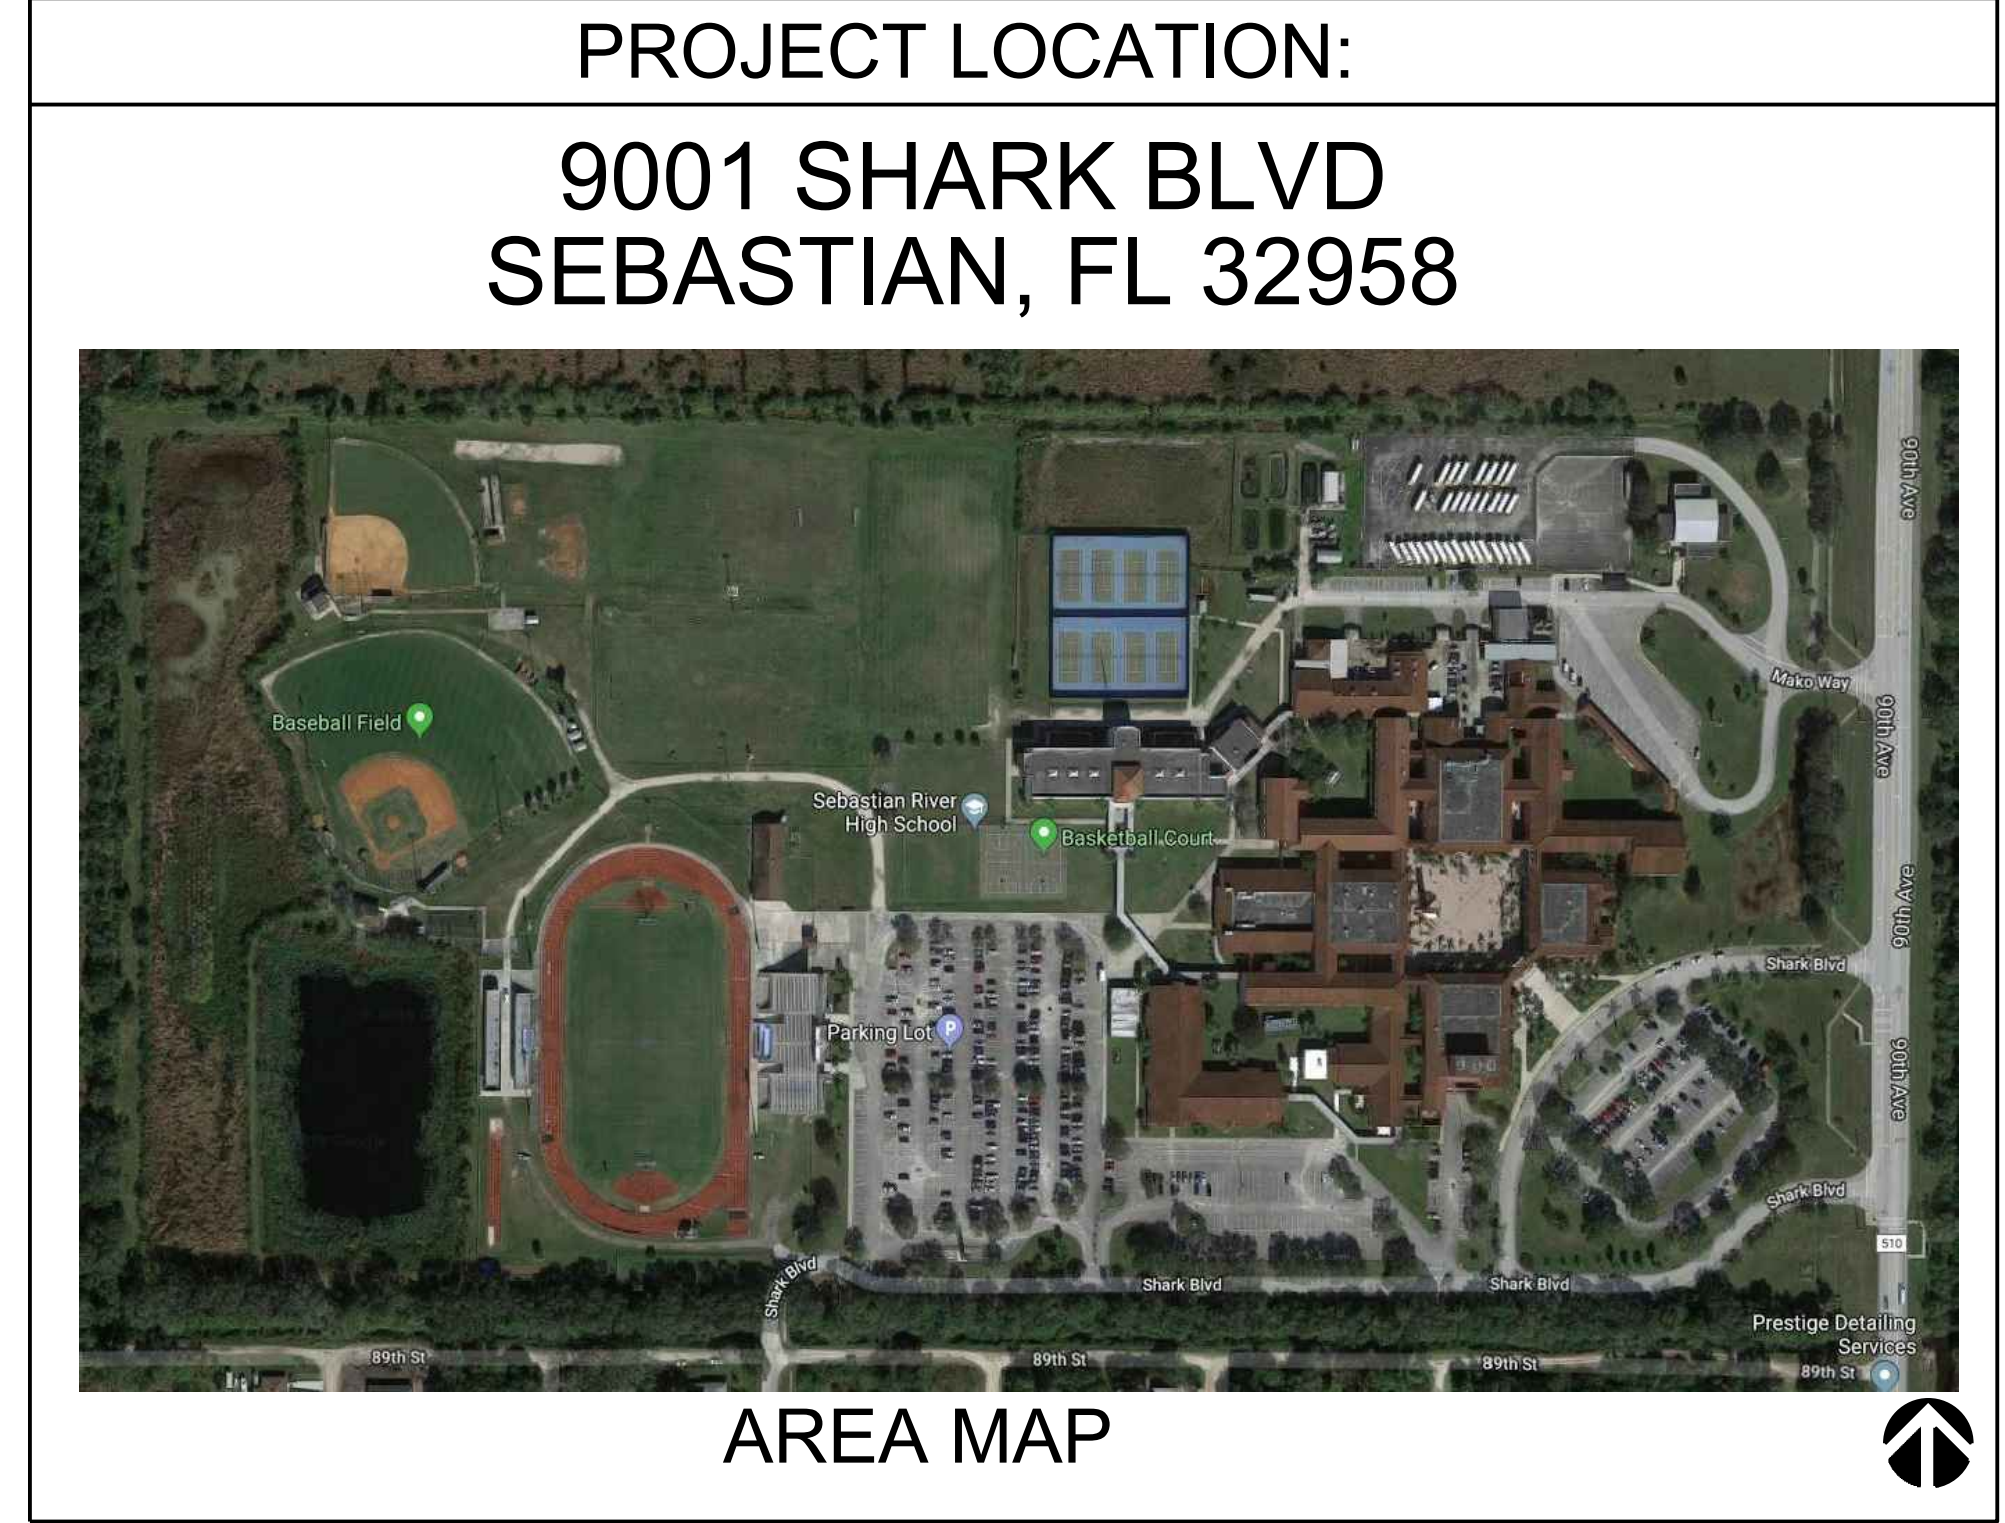 PROJECT LOCATION:
9001 SHARK BLVD
SEBASTIAN, FL 32958
90th Ave
Mako Way
90th Ave
Baseball Field
Sebastian River
High School
Basketball Court
90th Ave
Shark Blvd
Parking Lot
P
90th Ave
Shark Blvd
510
Shark Blvd
Shark Blvd
Shark Blvd
Prestige Detailing
Services
89th St
89th St
89th St
89th St
AREA MAP